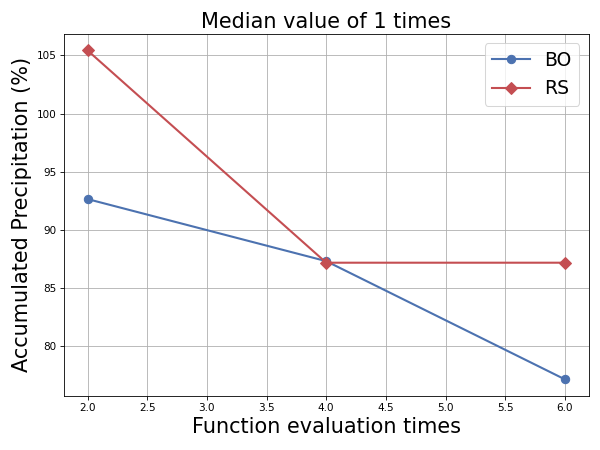 Median value of 1 times
BO
RS
Accumulated Precipitation (%)
105
100
95
90
85
80
2.0 2.5 3.0 3.5 4.0 4.5 5.0 5.5 6.0
Function evaluation times